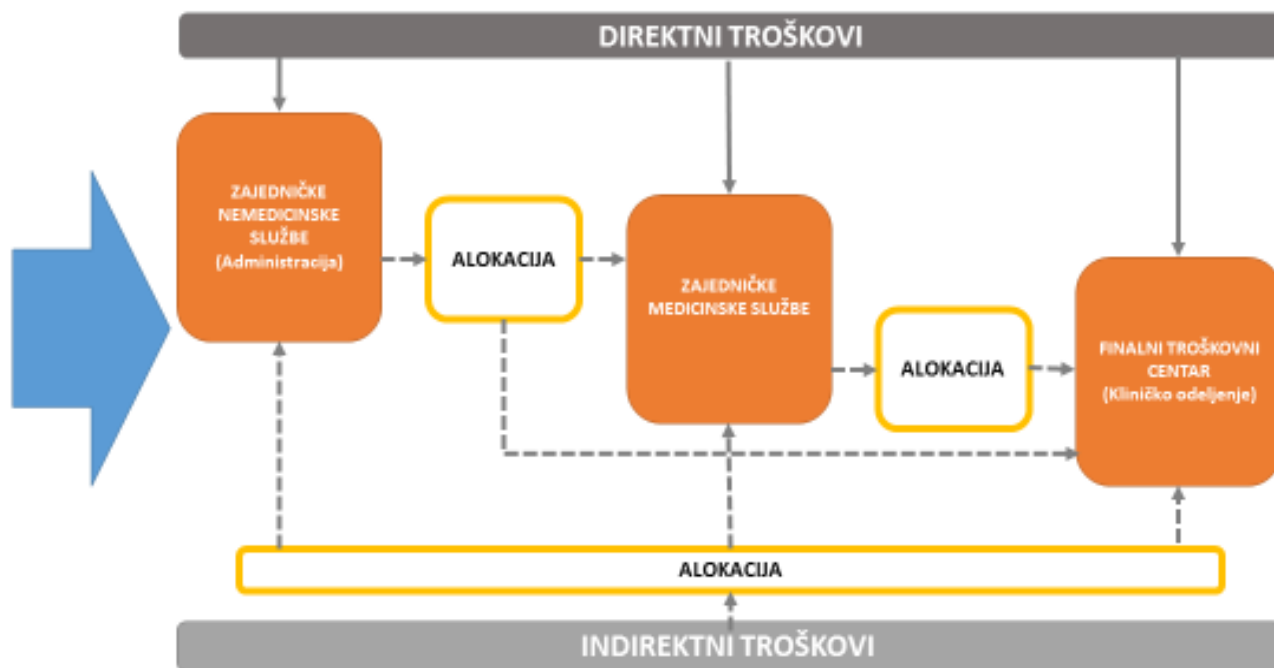 DIREKTNI TROŠKOVI
ZAJEDNIČKE
NEMEDICINSKE
SLUŽBE
(Administracija)
ALOKACIJA
ZAJEDNIČKE
MEDICINSKE SLUŽBE
ALOKACIJA
FINALNI TROŠKOVNI
CENTAR
(Kliničko odeljenje)
ALOKACIJA
INDIREKTNI TROŠKOVI